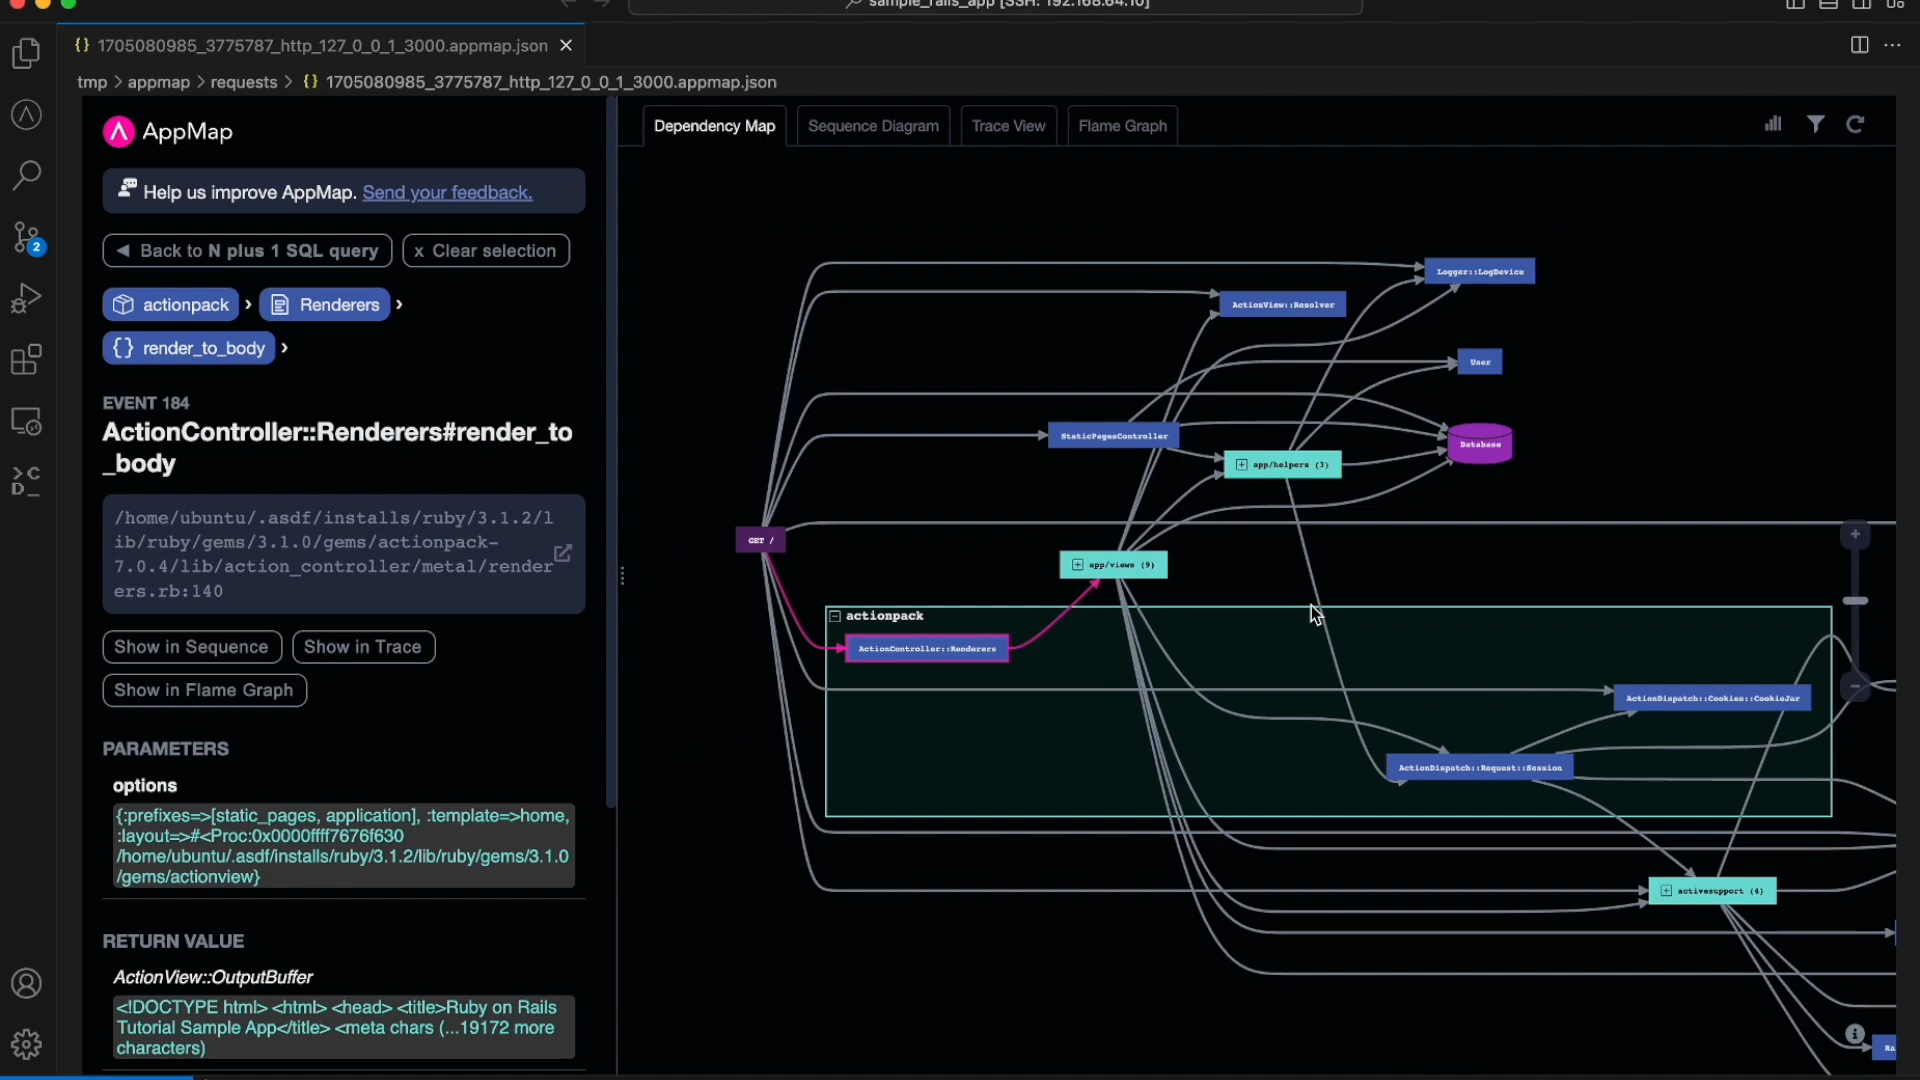 sample_rails_app [SSH: 192.168.64.10]
{} 1705080985_3775787_http_127_0_0_1_3000.appmap.json
tmp > appmap > requests > {} 1705080985_3775787_http_127_0_0_1_3000.appmap.json
AppMap
Help us improve AppMap. Send your feedback.
Back to N plus 1 SQL query
x Clear selection
actionpack
Renderers
{} render_to_body
EVENT 184
ActionController::Renderers#render_to
_body
/home/ubuntu/.asdf/installs/ruby/3.1.2/l
ib/ruby/gems/3.1.0/gems/actionpack-
7.0.4/lib/action_controller/metal/render
ers.rb:140
Show in Sequence
Show in Trace
Show in Flame Graph
PARAMETERS
options
{:prefixes=>[static_pages, application], :template=>home,
:layout=>#<Proc:0x0000ffff7676f630
/home/ubuntu/.asdf/installs/ruby/3.1.2/lib/ruby/gems/3.1.0
/gems/actionview}
RETURN VALUE
ActionView::OutputBuffer
<!DOCTYPE html> <html> <head> <title>Ruby on Rails
Tutorial Sample App</title> <meta chars (...19172 more
characters)
2
Dependency Map
Sequence Diagram
Trace View
Flame Graph
Logger::LogDevice
ActionView::Resolver
User
StaticPagesController
Database
app/helpers (3)
GET /
app/views (9)
actionpack
ActionController::Renderers
ActionDispatch::Cookies::CookieJar
ActionDispatch::Request::Session
activesupport (4)
Ra